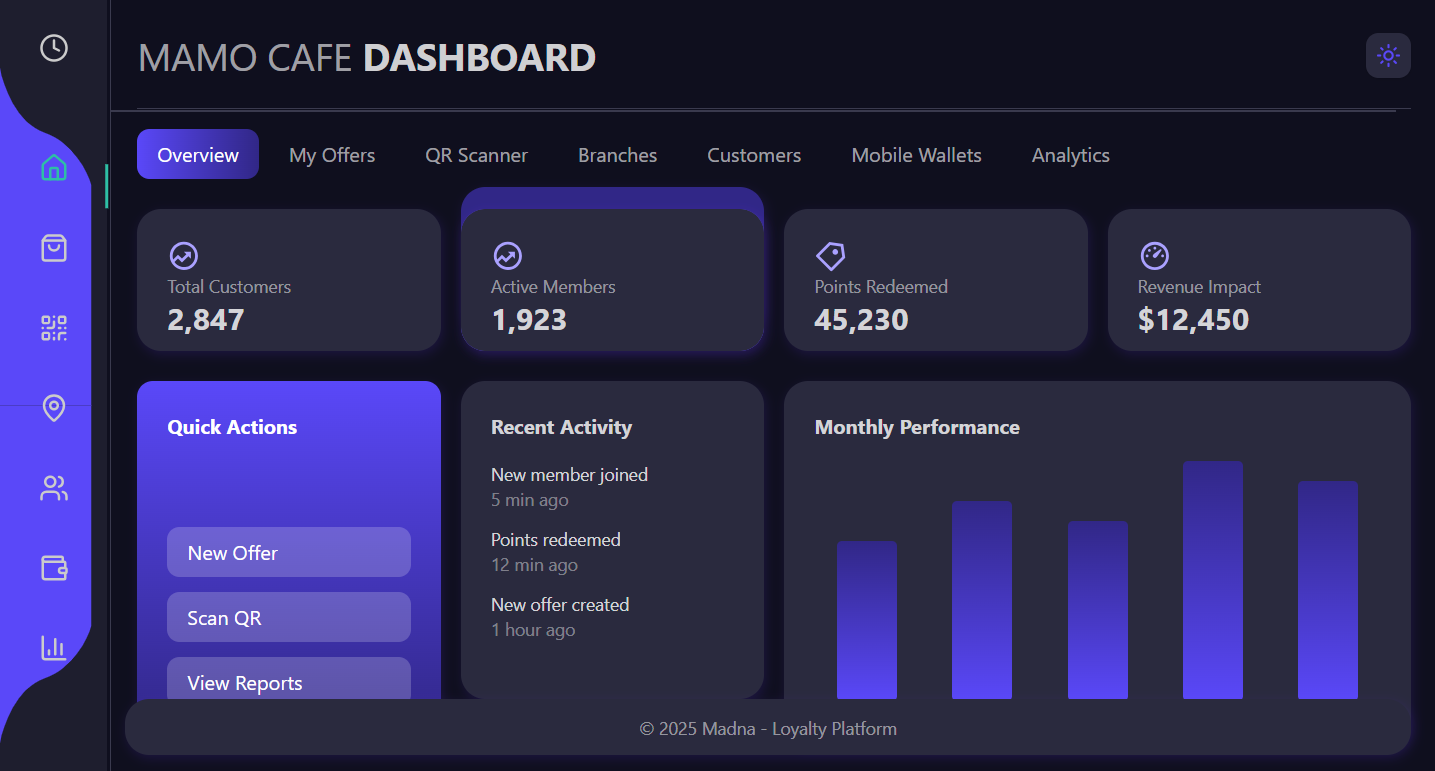 MAMO CAFE DASHBOARD
Overview
My Offers
QR Scanner
Branches
Customers
Mobile Wallets
Analytics
Total Customers
2,847
Active Members
1,923
Points Redeemed
45,230
Revenue Impact
$12,450
Quick Actions
New Offer
Scan QR
View Reports
Recent Activity
New member joined
5 min ago
Points redeemed
12 min ago
New offer created
1 hour ago
Monthly Performance
© 2025 Madna - Loyalty Platform